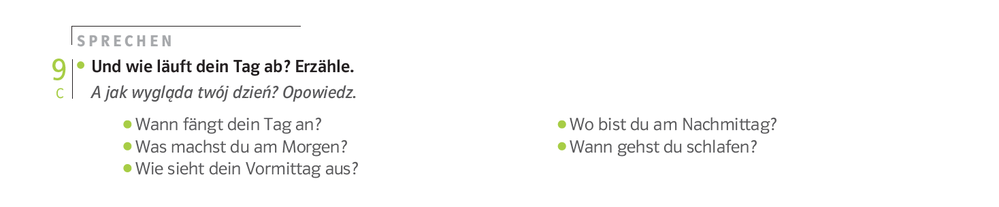 SPRECHEN
9 • Und wie läuft dein Tag ab? Erzähle.
C A jak wygląda twój dzień? Opowiedz.
• Wann fängt dein Tag an?
• Was machst du am Morgen?
• Wie sieht dein Vormittag aus?
• Wo bist du am Nachmittag?
• Wann gehst du schlafen?